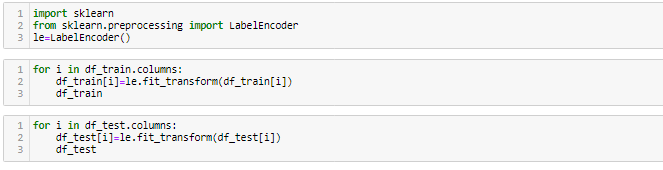 1 import sklearn
2 from sklearn.preprocessing import LabelEncoder
3 le=LabelEncoder()
1 for i in df_train.columns:
2     df_train[i]=le.fit_transform(df_train[i])
3     df_train
1 for i in df_test.columns:
2     df_test[i]=le.fit_transform(df_test[i])
3     df_test